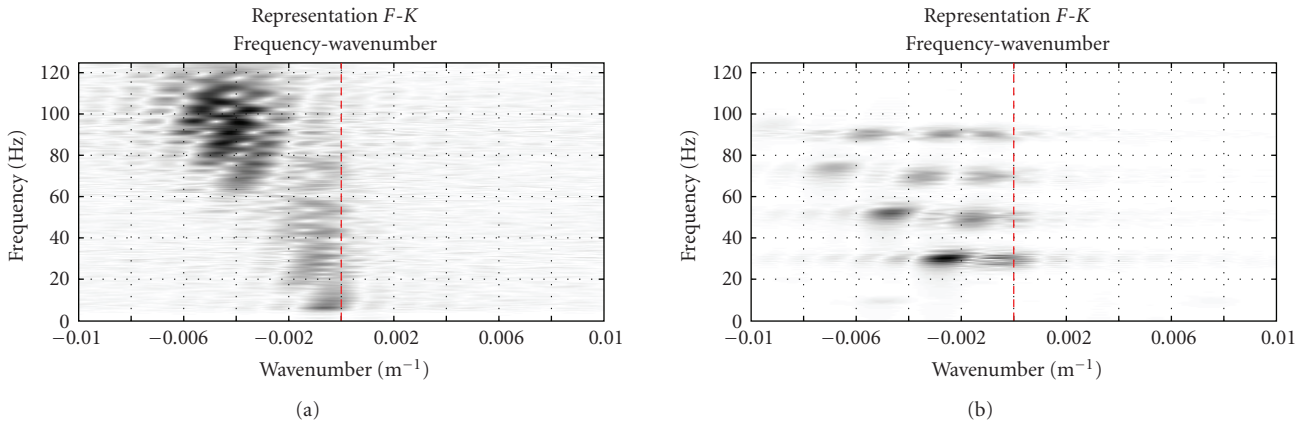 Representation F-K
Frequency-wavenumber
120
100
80
60
40
20
0
Frequency (Hz)
−0.01 −0.006 −0.002 0.002 0.006 0.01
Wavenumber (m−1)
(a)
Representation F-K
Frequency-wavenumber
120
100
80
60
40
20
0
Frequency (Hz)
−0.01 −0.006 −0.002 0.002 0.006 0.01
Wavenumber (m−1)
(b)